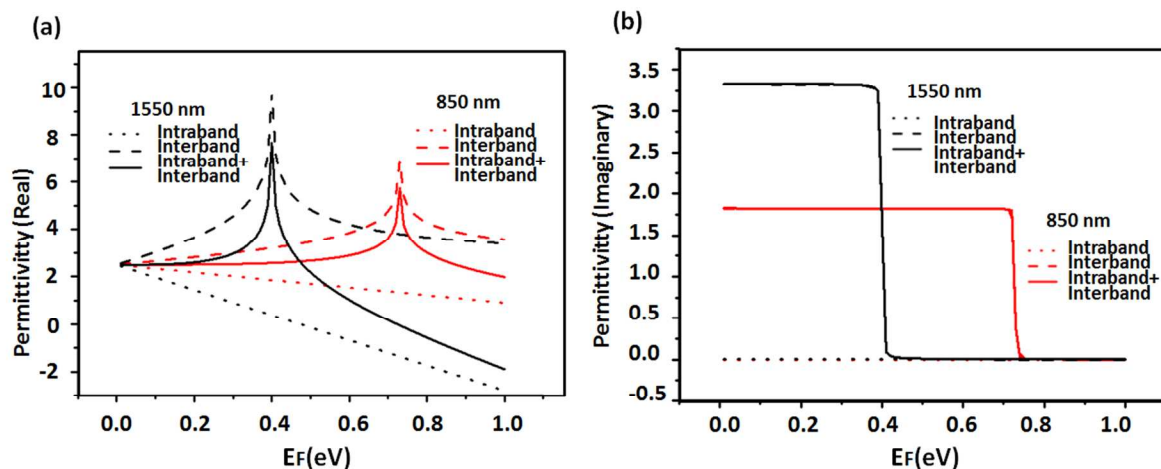 (a)
Permittivity (Real)
10
8
6
4
2
0
-2
1550 nm
Intraband
Interband
Intraband+
Interband
850 nm
Intraband
Interband
Intraband+
Interband
0.0 0.2 0.4 0.6 0.8 1.0
EF(eV)
(b)
Permittivity (Imaginary)
3.5
3.0
2.5
2.0
1.5
1.0
0.5
0.0
-0.5
1550 nm
Intraband
Interband
Intraband+
Interband
850 nm
Intraband
Interband
Intraband+
Interband
0.0 0.2 0.4 0.6 0.8 1.0
EF(eV)